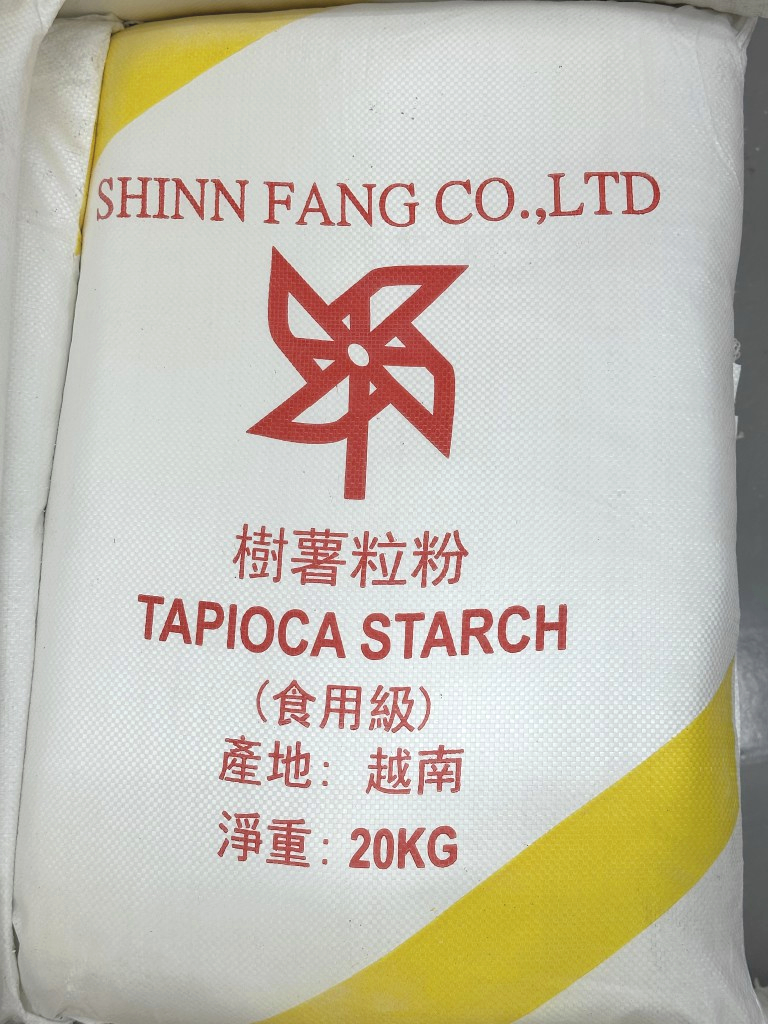 SHINN FANG CO.,LTD
樹薯粒粉
TAPIOCA STARCH
(食用級)
產地: 越南
淨重: 20KG